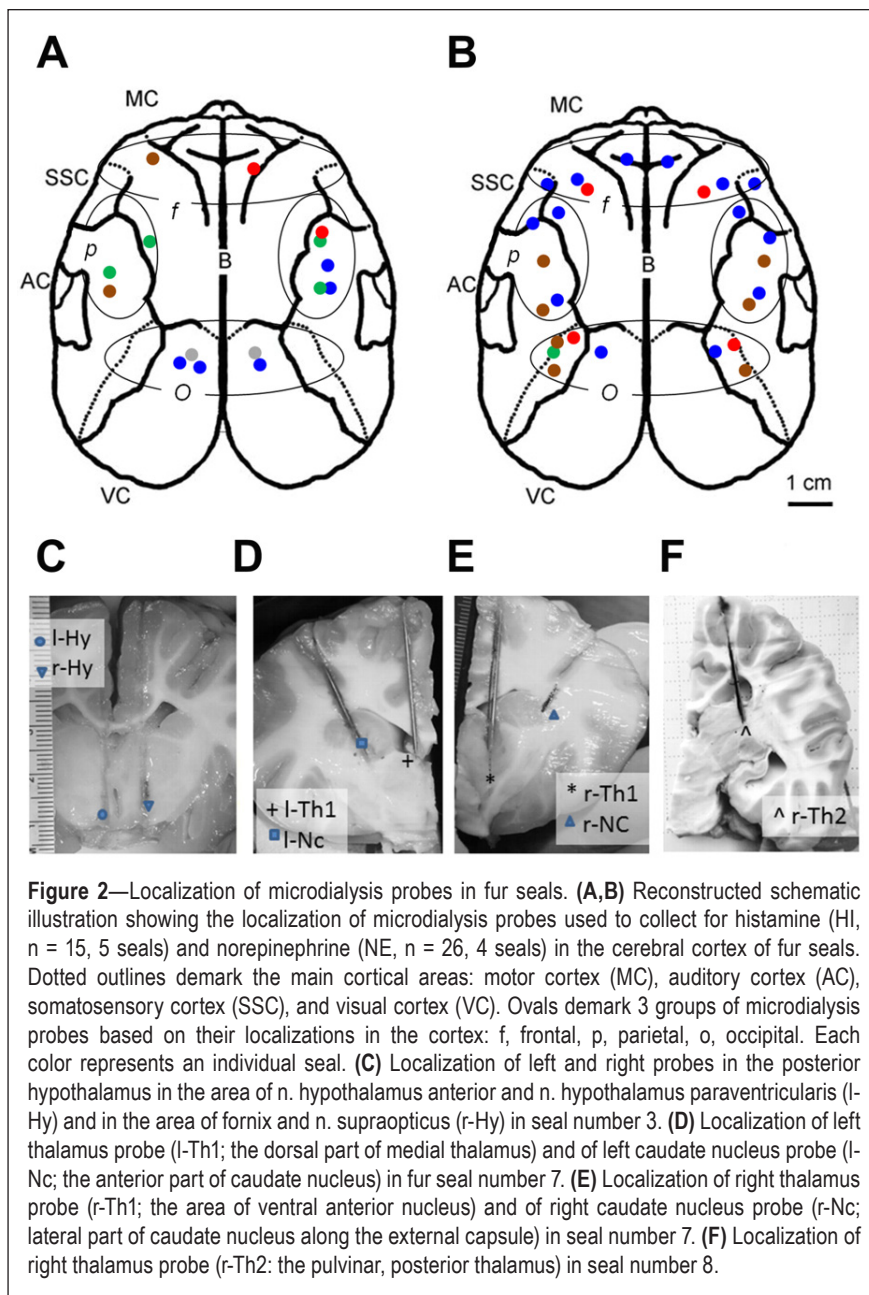 A
B
MC
MC
SSC
SSC
f
f
p
p
B
B
AC
AC
O
O
VC
VC
1 cm
C
D
E
F
l-Hy
r-Hy
+ l-Th1
l-Nc
* r-Th1
r-NC
^ r-Th2
+
*
^
Figure 2—Localization of microdialysis probes in fur seals. (A,B) Reconstructed schematic
illustration showing the localization of microdialysis probes used to collect for histamine (HI,
n = 15, 5 seals) and norepinephrine (NE, n = 26, 4 seals) in the cerebral cortex of fur seals.
Dotted outlines demark the main cortical areas: motor cortex (MC), auditory cortex (AC),
somatosensory cortex (SSC), and visual cortex (VC). Ovals demark 3 groups of microdialysis
probes based on their localizations in the cortex: f, frontal, p, parietal, o, occipital. Each
color represents an individual seal. (C) Localization of left and right probes in the posterior
hypothalamus in the area of n. hypothalamus anterior and n. hypothalamus paraventricularis (l-
Hy) and in the area of fornix and n. supraopticus (r-Hy) in seal number 3. (D) Localization of left
thalamus probe (l-Th1; the dorsal part of medial thalamus) and of left caudate nucleus probe (l-
Nc; the anterior part of caudate nucleus) in fur seal number 7. (E) Localization of right thalamus
probe (r-Th1; the area of ventral anterior nucleus) and of right caudate nucleus probe (r-Nc;
lateral part of caudate nucleus along the external capsule) in seal number 7. (F) Localization of
right thalamus probe (r-Th2: the pulvinar, posterior thalamus) in seal number 8.